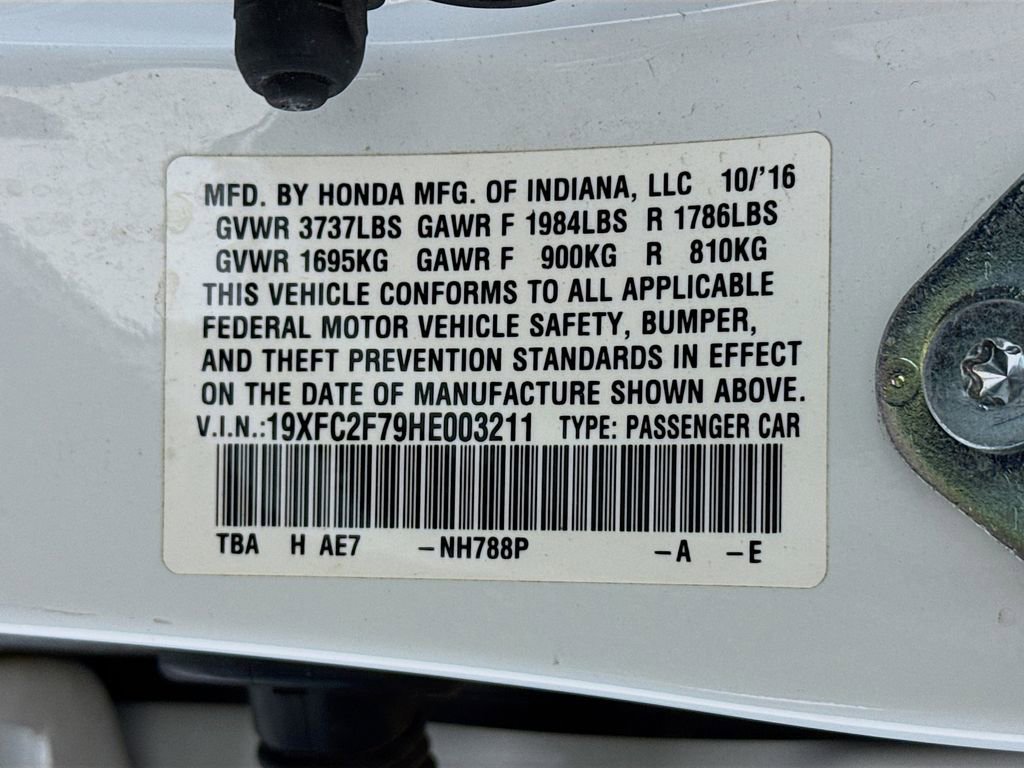 MFD. BY HONDA MFG. OF INDIANA, LLC 10/'16
GVWR 3737LBS GAWR F 1984LBS R 1786LBS
GVWR 1695KG GAWR F 900KG R 810KG
THIS VEHICLE CONFORMS TO ALL APPLICABLE
FEDERAL MOTOR VEHICLE SAFETY, BUMPER,
AND THEFT PREVENTION STANDARDS IN EFFECT
ON THE DATE OF MANUFACTURE SHOWN ABOVE.
V.I.N.:19XFC2F79HE003211 TYPE: PASSENGER CAR
TBA H AE7 -NH788P -A -E